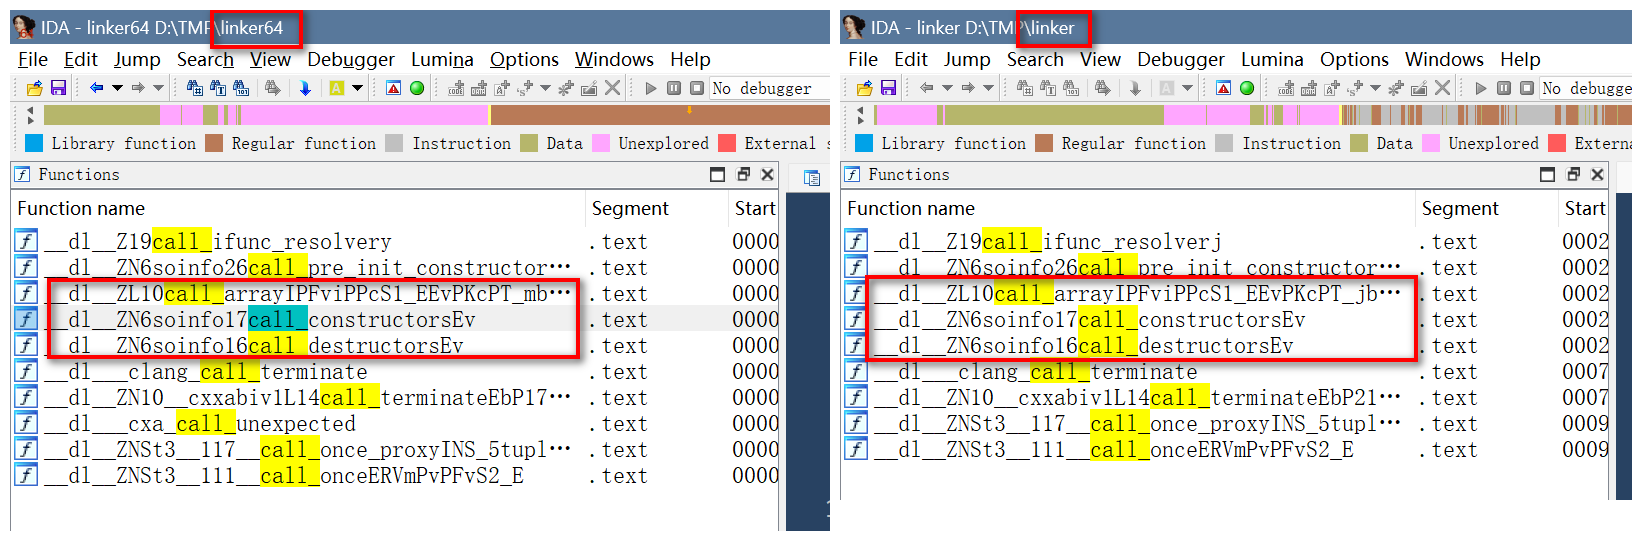 IDA - linker64 D:\TMP\linker64
File Edit Jump Search View Debugger Lumina Options Windows Help
No debugger
Library function Regular function Instruction Data Unexplored External s
Functions
Function name Segment Start
__dl__Z19call_ifunc_resolvery .text 0000
__dl__ZN6soinfo26call_pre_init_constructor… .text 0000
__dl__ZL10call_arrayIPFviPPcS1_EEvPKcPT_mb… .text 0000
__dl__ZN6soinfo17call_constructorsEv .text 0000
__dl__ZN6soinfo16call_destructorsEv .text 0000
__dl___clang_call_terminate .text 0000
__dl__ZN10__cxxabiv1L14call_terminateEbP17… .text 0000
__dl___cxa_call_unexpected .text 0000
__dl__ZNSt3__117__call_once_proxyINS_5tupl… .text 0000
__dl__ZNSt3__111__call_onceERVmPvPFvS2_E .text 0000
IDA - linker D:\TMP\linker
File Edit Jump Search View Debugger Lumina Options Windows Help
No debugger
Library function Regular function Instruction Data Unexplored Externa
Functions
Function name Segment Start
__dl__Z19call_ifunc_resolverj .text 0002
__dl__ZN6soinfo26call_pre_init_constructor… .text 0002
__dl__ZL10call_arrayIPFviPPcS1_EEvPKcPT_jb… .text 0002
__dl__ZN6soinfo17call_constructorsEv .text 0002
__dl__ZN6soinfo16call_destructorsEv .text 0002
__dl___clang_call_terminate .text 0007
__dl__ZN10__cxxabiv1L14call_terminateEbP21… .text 0007
__dl__ZNSt3__117__call_once_proxyINS_5tupl… .text 0009
__dl__ZNSt3__111__call_onceERVmPvPFvS2_E .text 0009